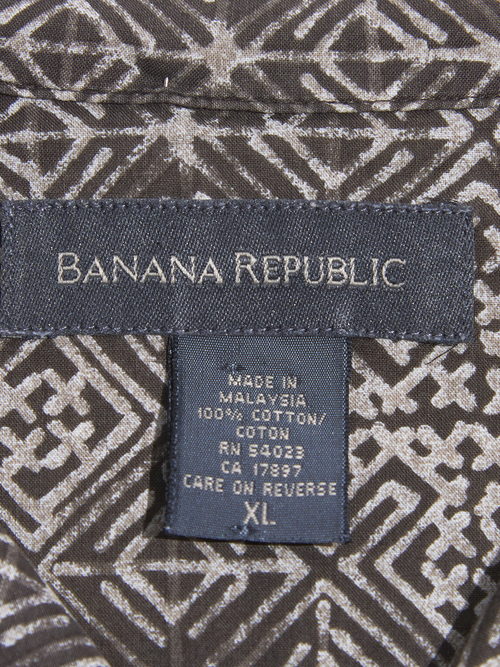 BANANA REPUBLIC
MADE IN
MALAYSIA
100% COTTON/
COTON
RN 54023
CA 17897
CARE ON REVERSE
XL